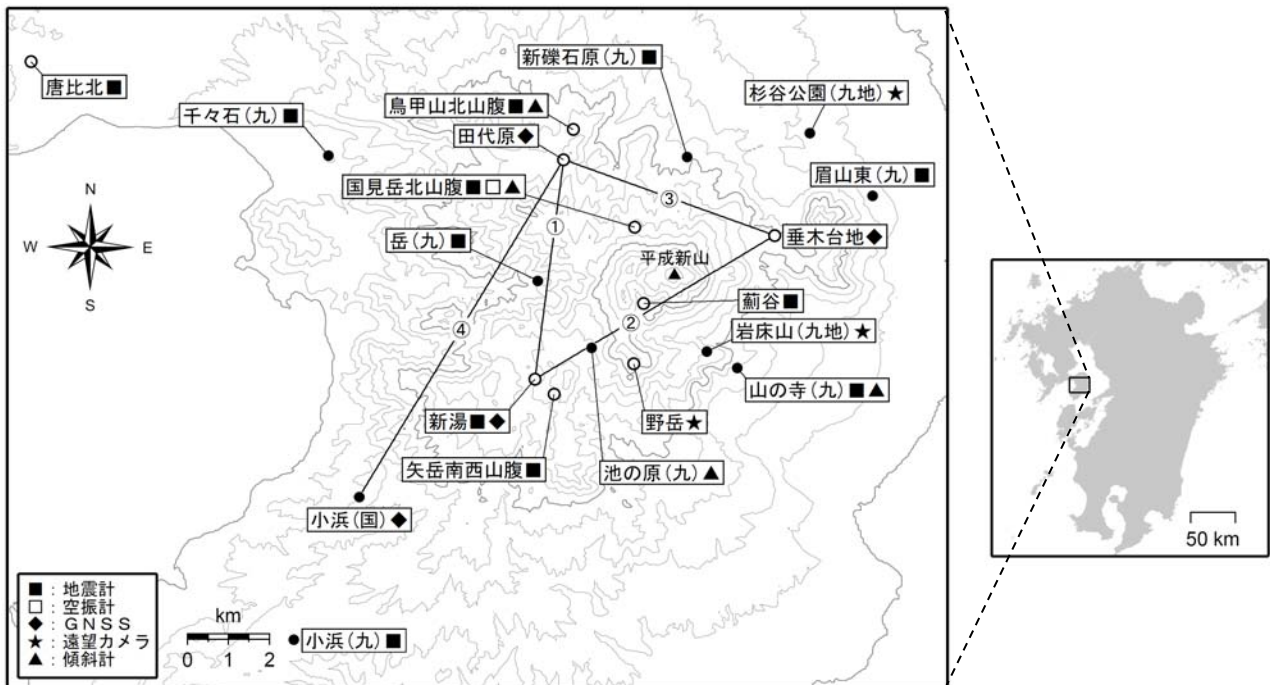 新礫石原(九)■
唐比北■
杉谷公園(九地)★
鳥甲山北山腹■▲
千々石(九)■
田代原◆
眉山東(九)■
国見岳北山腹■□▲
N
③
①
垂木台地◆
W
E
岳(九)■
平成新山
S
薊谷■
②
④
岩床山(九地)★
山の寺(九)■▲
新湯■◆
野岳★
矢岳南西山腹■
池の原(九)▲
小浜(国)◆
50 km
■:地震計
□:空振計
◆:GNSS
★:遠望カメラ
▲:傾斜計
km
0 1 2
小浜(九)■